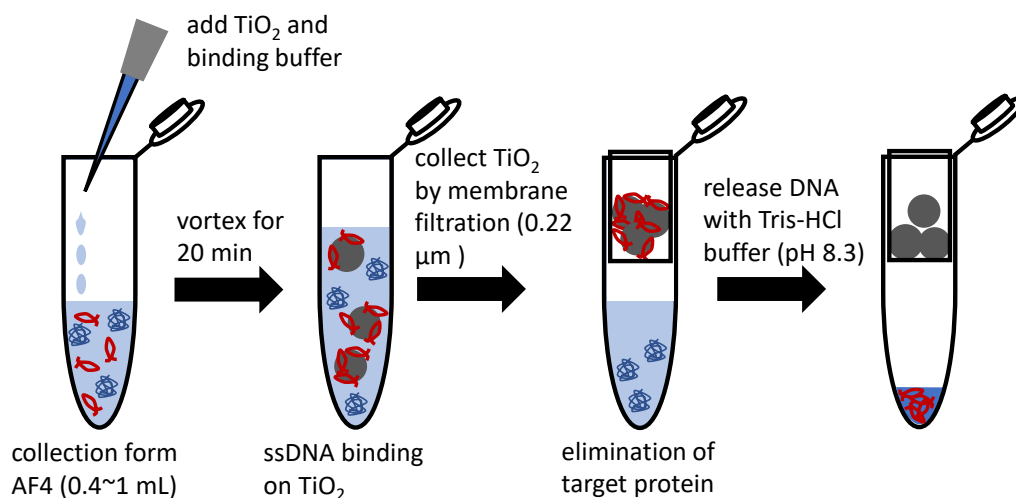 add TiO₂ and
binding buffer
vortex for
20 min
collect TiO₂
by membrane
filtration (0.22
μm )
release DNA
with Tris-HCl
buffer (pH 8.3)
collection form
AF4 (0.4~1 mL)
ssDNA binding
on TiO₂
elimination of
target protein